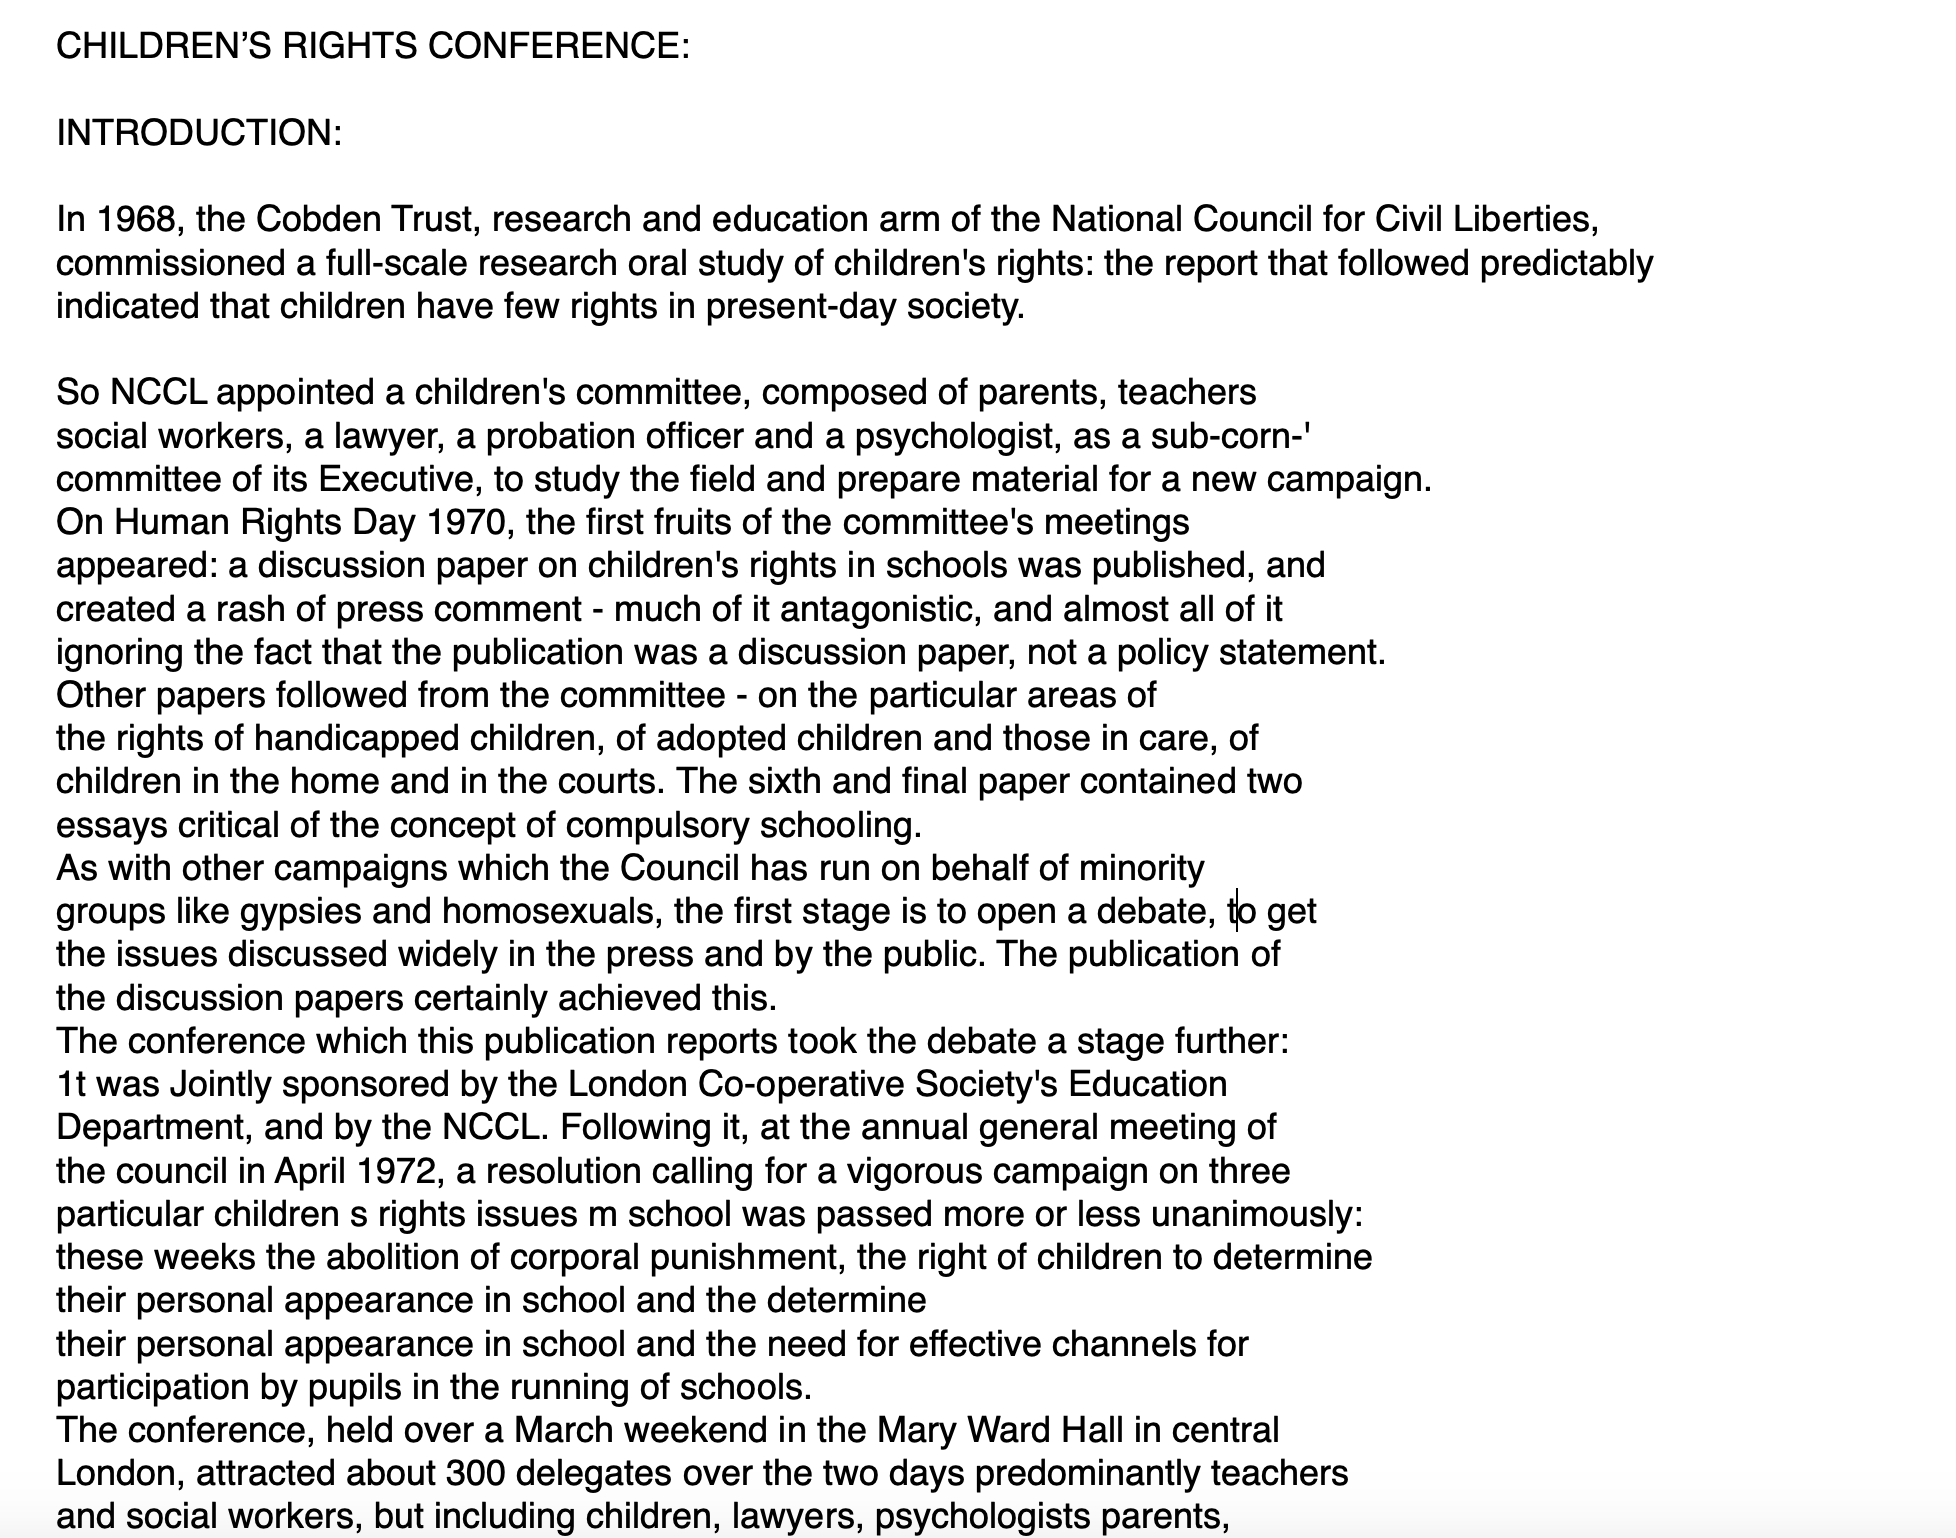 CHILDREN’S RIGHTS CONFERENCE:
INTRODUCTION:
In 1968, the Cobden Trust, research and education arm of the National Council for Civil Liberties,
commissioned a full-scale research oral study of children's rights: the report that followed predictably
indicated that children have few rights in present-day society.
So NCCL appointed a children's committee, composed of parents, teachers
social workers, a lawyer, a probation officer and a psychologist, as a sub-corn-'
committee of its Executive, to study the field and prepare material for a new campaign.
On Human Rights Day 1970, the first fruits of the committee's meetings
appeared: a discussion paper on children's rights in schools was published, and
created a rash of press comment - much of it antagonistic, and almost all of it
ignoring the fact that the publication was a discussion paper, not a policy statement.
Other papers followed from the committee - on the particular areas of
the rights of handicapped children, of adopted children and those in care, of
children in the home and in the courts. The sixth and final paper contained two
essays critical of the concept of compulsory schooling.
As with other campaigns which the Council has run on behalf of minority
groups like gypsies and homosexuals, the first stage is to open a debate, to get
the issues discussed widely in the press and by the public. The publication of
the discussion papers certainly achieved this.
The conference which this publication reports took the debate a stage further:
1t was Jointly sponsored by the London Co-operative Society's Education
Department, and by the NCCL. Following it, at the annual general meeting of
the council in April 1972, a resolution calling for a vigorous campaign on three
particular children s rights issues m school was passed more or less unanimously:
these weeks the abolition of corporal punishment, the right of children to determine
their personal appearance in school and the determine
their personal appearance in school and the need for effective channels for
participation by pupils in the running of schools.
The conference, held over a March weekend in the Mary Ward Hall in central
London, attracted about 300 delegates over the two days predominantly teachers
and social workers, but including children, lawyers, psychologists parents,